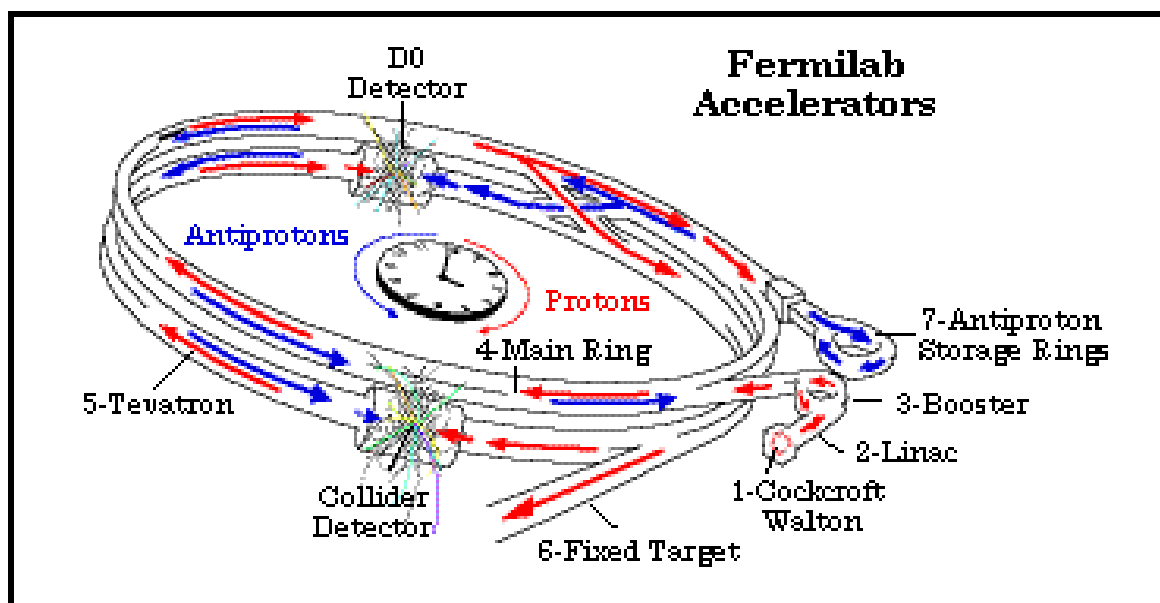 Fermilab
Accelerators
D0
Detector
Antiprotons
Protons
4-Main Ring
5-Tevatron
7-Antiproton
Storage Rings
3-Booster
2-Linac
1-Cockcroft
Walton
Collider
Detector
6-Fixed Target